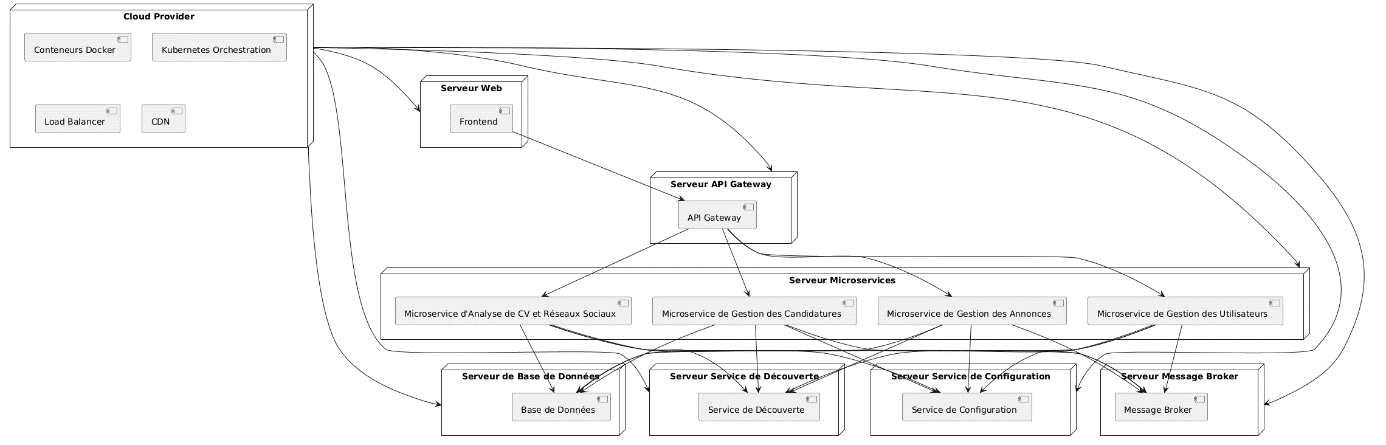 Cloud Provider
Conteneurs Docker
Kubernetes Orchestration
Load Balancer
CDN
Serveur Web
Frontend
Serveur API Gateway
API Gateway
Serveur Microservices
Microservice d'Analyse de CV et Réseaux Sociaux
Microservice de Gestion des Candidatures
Microservice de Gestion des Annonces
Microservice de Gestion des Utilisateurs
Serveur de Base de Données
Serveur Service de Découverte
Serveur Service de Configuration
Serveur Message Broker
Base de Données
Service de Découverte
Service de Configuration
Message Broker